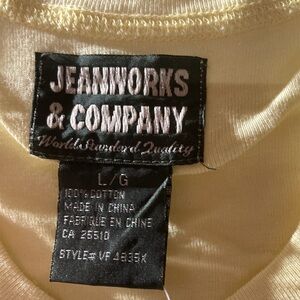 JEANWORKS
& COMPANY
World Standard Quality
L/G
100% COTTON
MADE IN CHINA
FABRIQUE EN CHINE
CA 25510
STYLE# VF 4835K